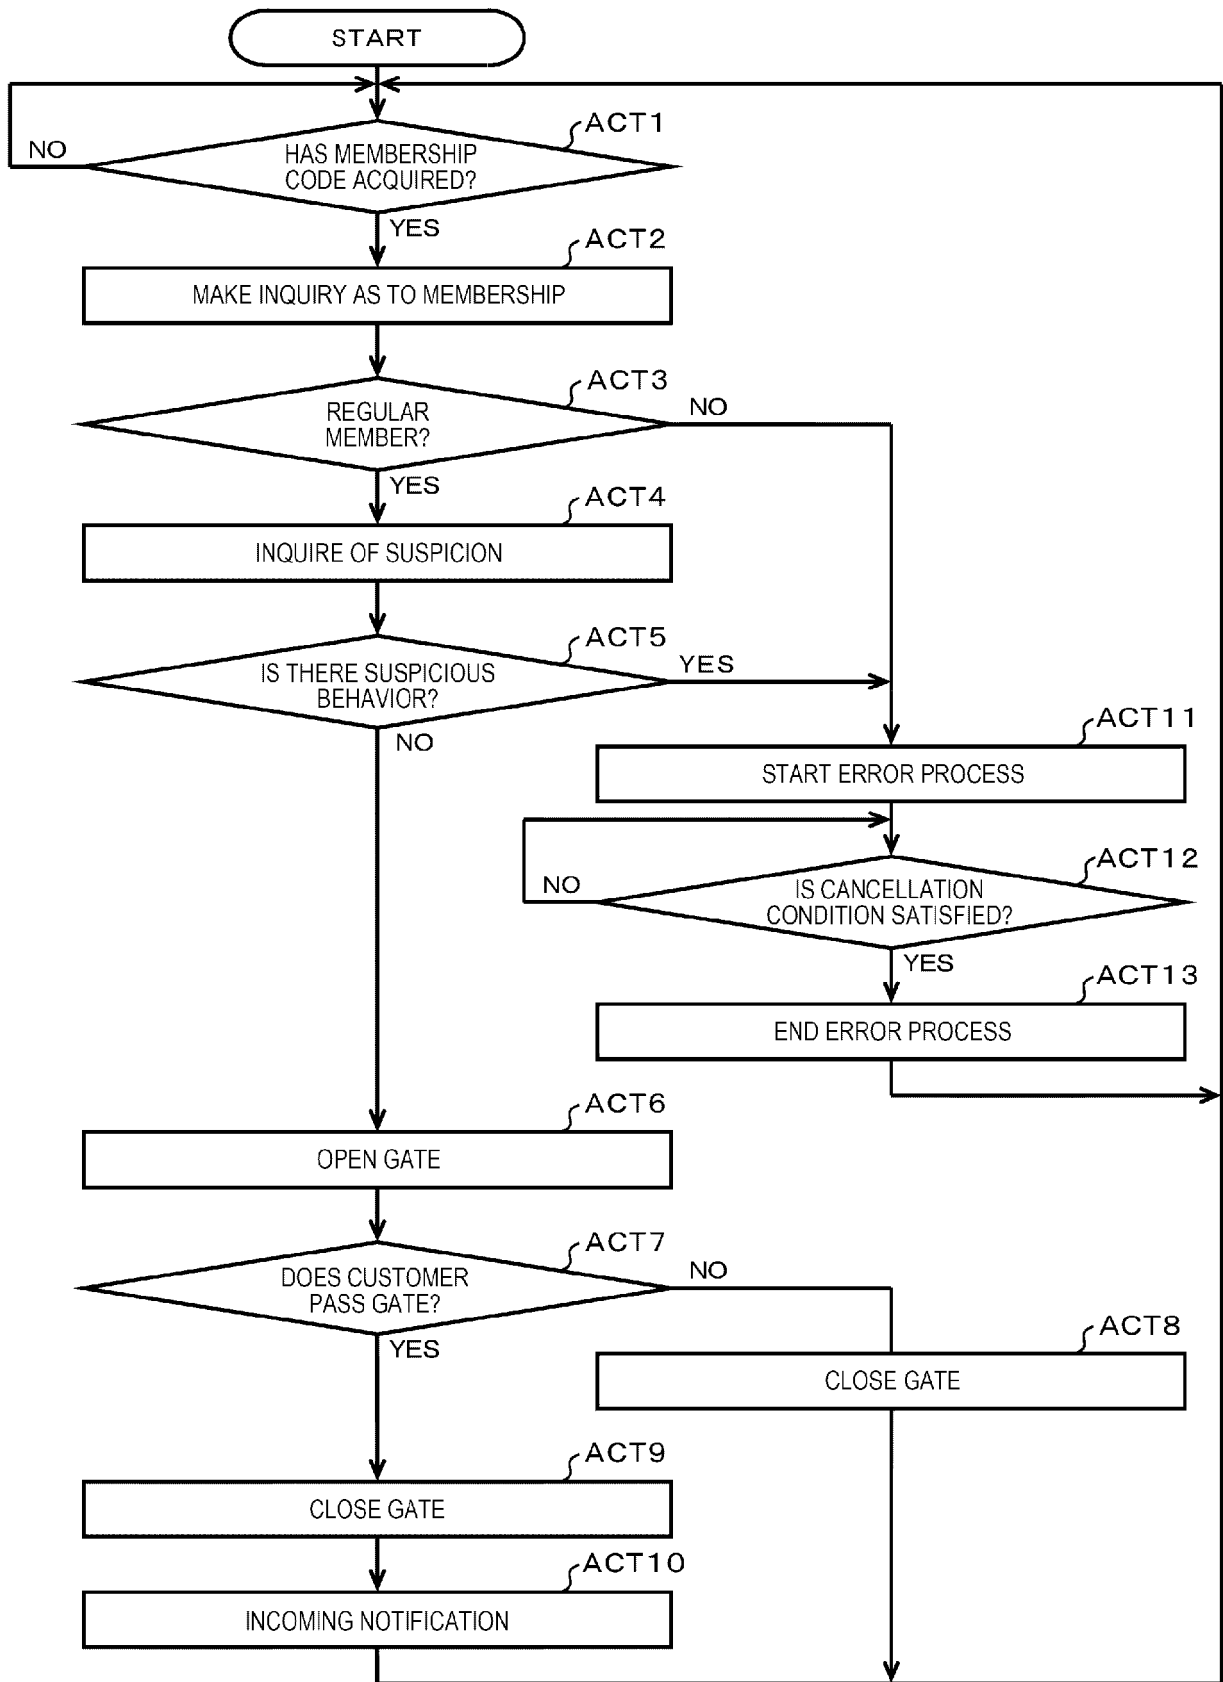 START
ACT1
NO
HAS MEMBERSHIP
CODE ACQUIRED?
YES
ACT2
MAKE INQUIRY AS TO MEMBERSHIP
ACT3
NO
REGULAR
MEMBER?
YES
ACT4
INQUIRE OF SUSPICION
ACT5
YES
IS THERE SUSPICIOUS
BEHAVIOR?
NO
ACT11
START ERROR PROCESS
ACT12
NO
IS CANCELLATION
CONDITION SATISFIED?
YES
ACT13
END ERROR PROCESS
ACT6
OPEN GATE
ACT7
NO
DOES CUSTOMER
PASS GATE?
YES
ACT8
CLOSE GATE
ACT9
CLOSE GATE
ACT10
INCOMING NOTIFICATION